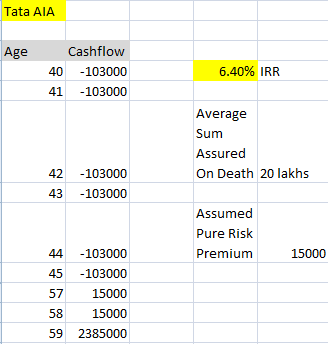 Tata AIA
Age Cashflow
40 -103000 6.40% IRR
41 -103000
Average
Sum
Assured
42 -103000 On Death 20 lakhs
43 -103000
Assumed
Pure Risk
44 -103000 Premium 15000
45 -103000
57 15000
58 15000
59 2385000